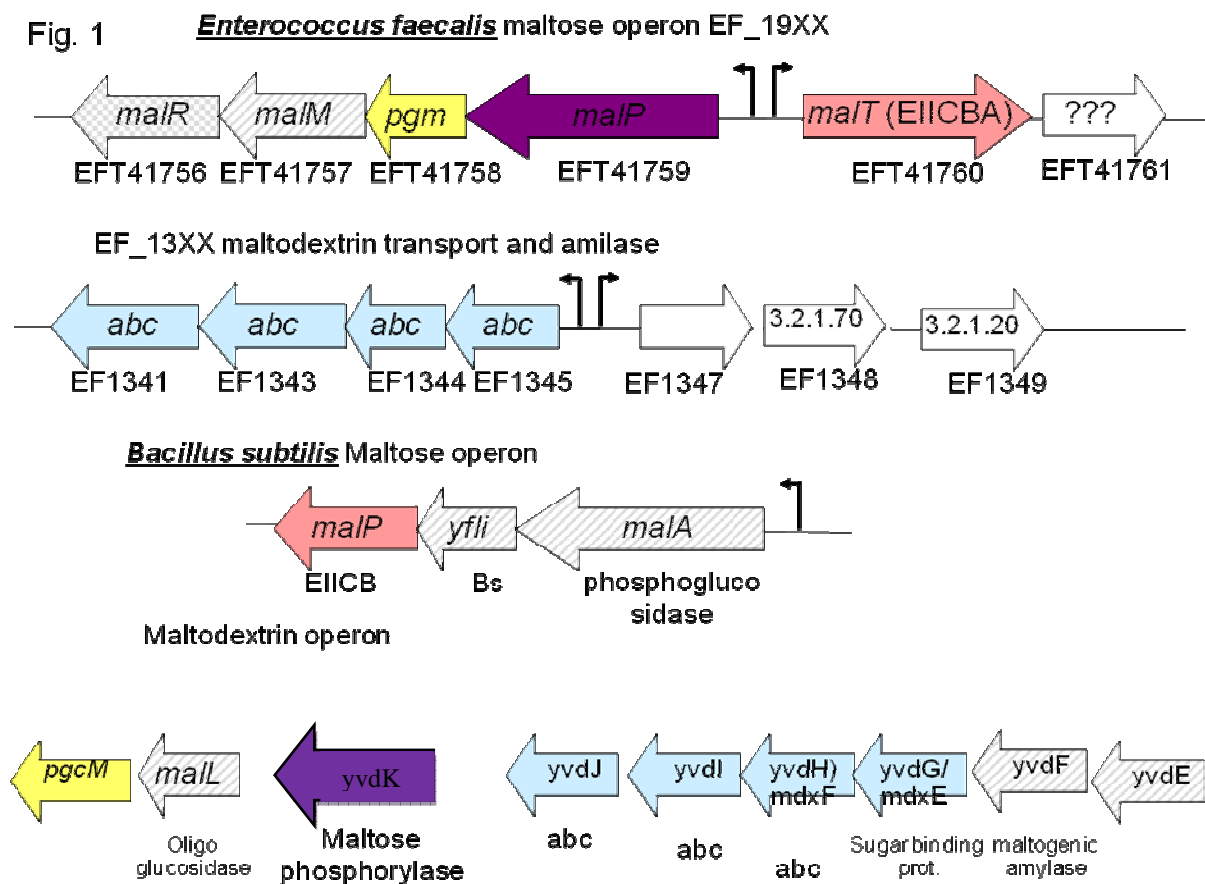 Fig. 1
Enterococcus faecalis maltose operon EF_19XX
malR malM pgm malP malT (EIICBA) ???
EFT41756 EFT41757 EFT41758 EFT41759 EFT41760 EFT41761
EF_13XX maltodextrin transport and amilase
abc abc abc abc 3.2.1.70 3.2.1.20
EF1341 EF1343 EF1344 EF1345 EF1347 EF1348 EF1349
Bacillus subtilis Maltose operon
malP yfli malA
EIICB Bs phosphogluco
sidase
Maltodextrin operon
pgcM malL yvdK yvdJ yvdI yvdH) yvdG/ yvdF yvdE
mdxF mdxE
Oligo
glucosidase
Maltose
phosphorylase
abc abc abc
Sugar binding
prot.
maltogenic
amylase